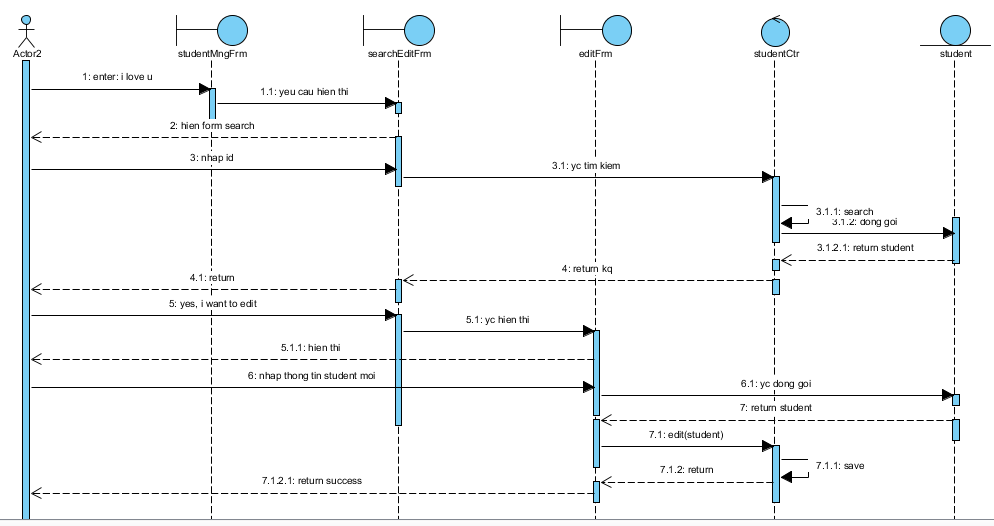 Actor2
studentMngFrm
searchEditFrm
editFrm
studentCtr
student
1: enter: i love u
1.1: yeu cau hien thi
2: hien form search
3: nhap id
3.1: yc tim kiem
3.1.1: search
3.1.2: dong goi
3.1.2.1: return student
4: return kq
4.1: return
5: yes, i want to edit
5.1: yc hien thi
5.1.1: hien thi
6: nhap thong tin student moi
6.1: yc dong goi
7: return student
7.1: edit(student)
7.1.1: save
7.1.2: return
7.1.2.1: return success